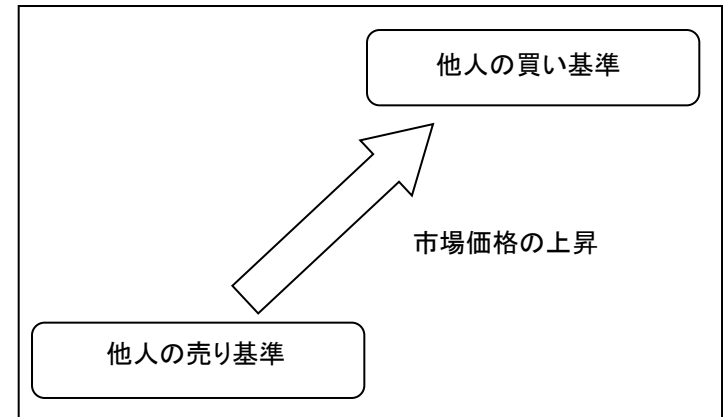 他人の買い基準
市場価格の上昇
他人の売り基準